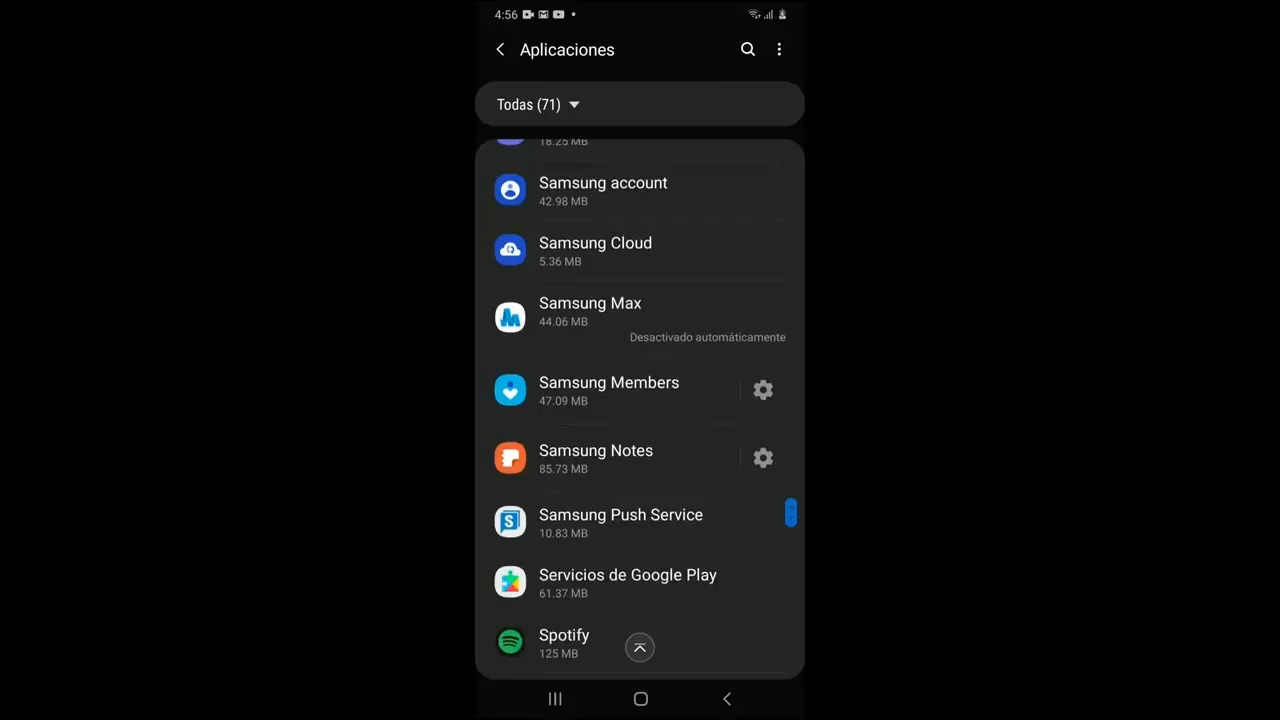 4:56
Aplicaciones
Todas (71)
18.25 MB
Samsung account
42.98 MB
Samsung Cloud
5.36 MB
Samsung Max
44.06 MB
Desactivado automáticamente
Samsung Members
47.09 MB
Samsung Notes
85.73 MB
Samsung Push Service
10.83 MB
Servicios de Google Play
61.37 MB
Spotify
125 MB